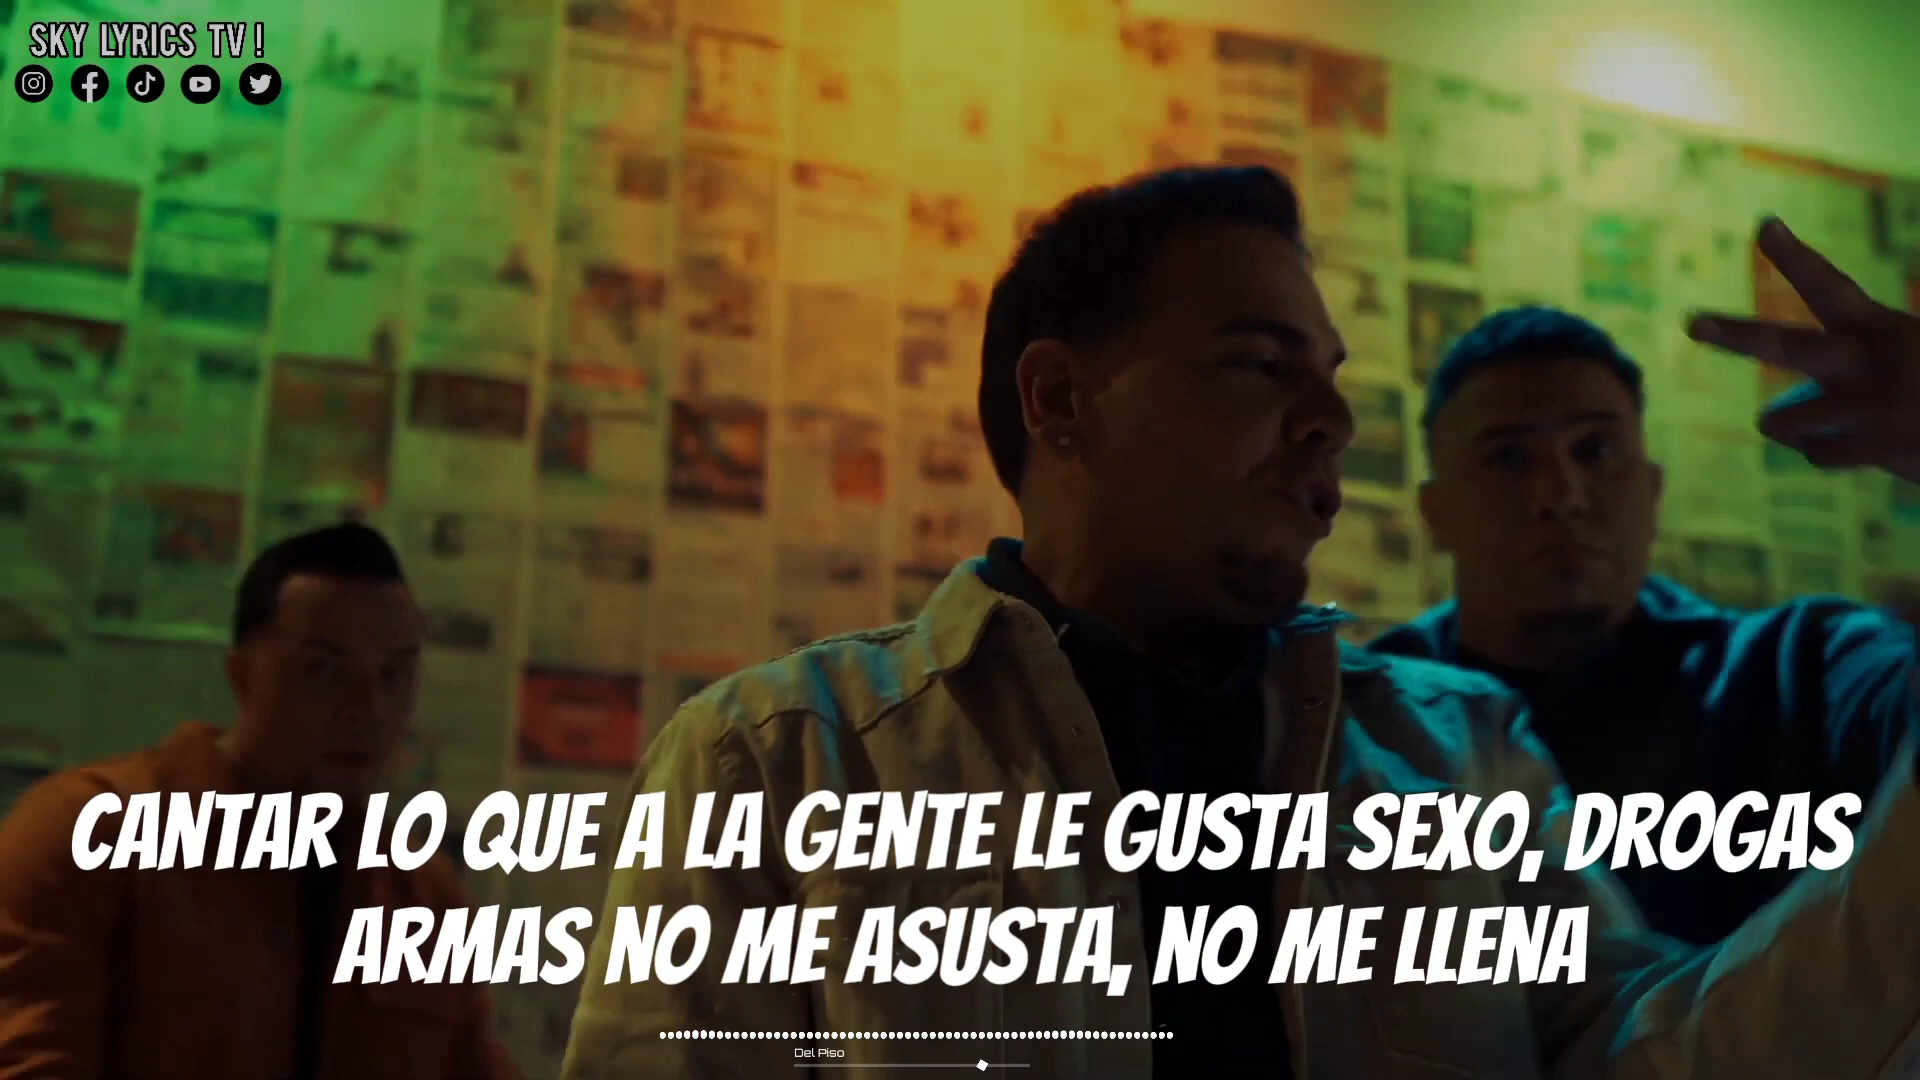 SKY LYRICS TV !
CANTAR LO QUE A LA GENTE LE GUSTA SEXO, DROGAS
ARMAS NO ME ASUSTA, NO ME LLENA
Del Piso